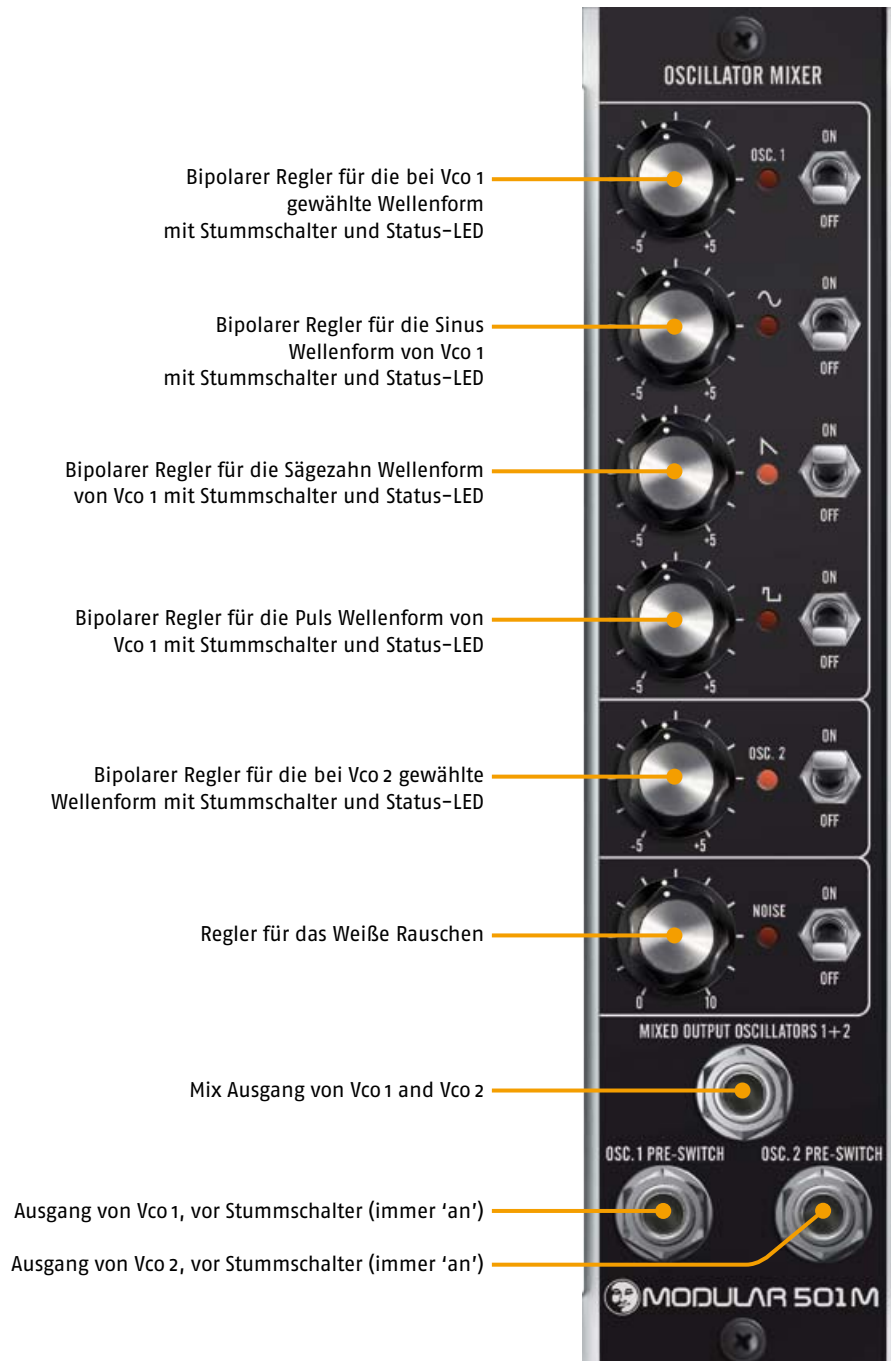 OSCILLATOR MIXER
Bipolarer Regler für die bei Vco 1
gewählte Wellenform
mit Stummschalter und Status-LED
OSC. 1
ON
OFF
-5
+5
Bipolarer Regler für die Sinus
Wellenform von Vco 1
mit Stummschalter und Status-LED
ON
OFF
-5
+5
Bipolarer Regler für die Sägezahn Wellenform
von Vco 1 mit Stummschalter und Status-LED
ON
OFF
-5
+5
Bipolarer Regler für die Puls Wellenform von
Vco 1 mit Stummschalter und Status-LED
ON
OFF
-5
+5
Bipolarer Regler für die bei Vco 2 gewählte
Wellenform mit Stummschalter und Status-LED
OSC. 2
ON
OFF
-5
+5
Regler für das Weiße Rauschen
NOISE
ON
OFF
0
10
MIXED OUTPUT OSCILLATORS 1+2
Mix Ausgang von Vco 1 and Vco 2
OSC. 1 PRE-SWITCH
OSC. 2 PRE-SWITCH
Ausgang von Vco 1, vor Stummschalter (immer ‘an’)
Ausgang von Vco 2, vor Stummschalter (immer ‘an’)
MODULAR 501M